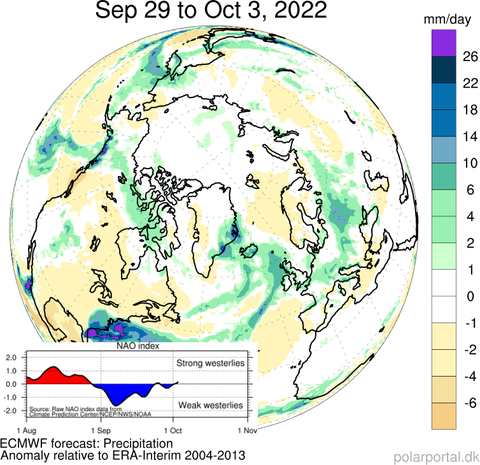 Sep 29 to Oct 3, 2022
mm/day
26
22
18
14
10
6
4
2
1
0
-1
-2
-4
-6
NAO index
2.0
1.0
0.0
-1.0
-2.0
Strong westerlies
Weak westerlies
Source: Raw NAO index data from
Climate Prediction Center/NCEP/NWS/NOAA
1 Aug 1 Sep 1 Oct 1 Nov
ECMWF forecast: Precipitation
Anomaly relative to ERA-Interim 2004-2013
polarportal.dk